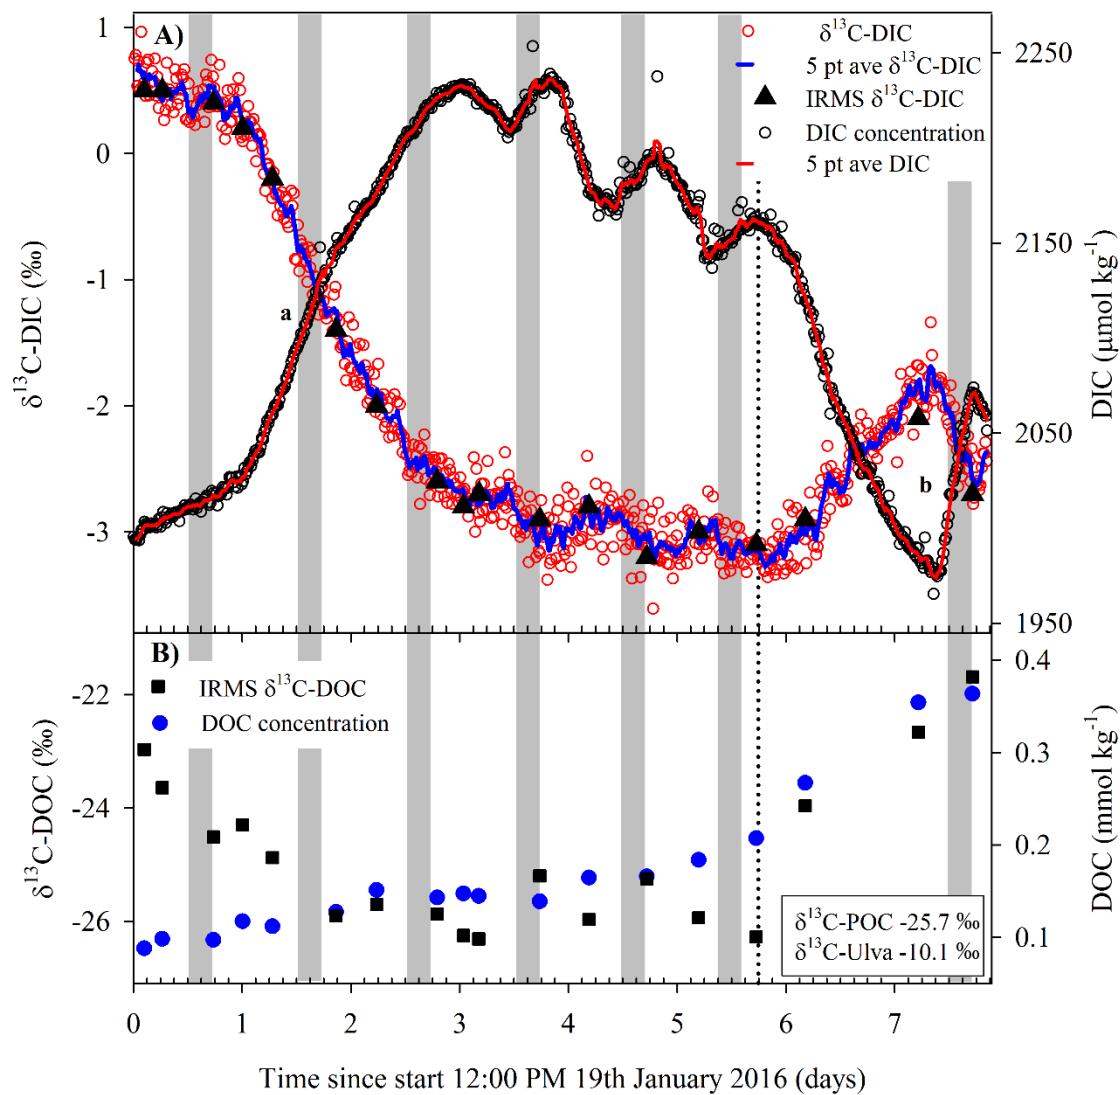 A)
δ¹³C-DIC
5 pt ave δ¹³C-DIC
IRMS δ¹³C-DIC
DIC concentration
5 pt ave DIC
1
0
-1
-2
-3
δ¹³C-DIC (‰)
2250
2150
2050
1950
DIC (µmol kg⁻¹)
a
b
B)
IRMS δ¹³C-DOC
DOC concentration
-22
-24
-26
δ¹³C-DOC (‰)
0.4
0.3
0.2
0.1
DOC (mmol kg⁻¹)
δ¹³C-POC -25.7 ‰
δ¹³C-Ulva -10.1 ‰
0 1 2 3 4 5 6 7
Time since start 12:00 PM 19th January 2016 (days)